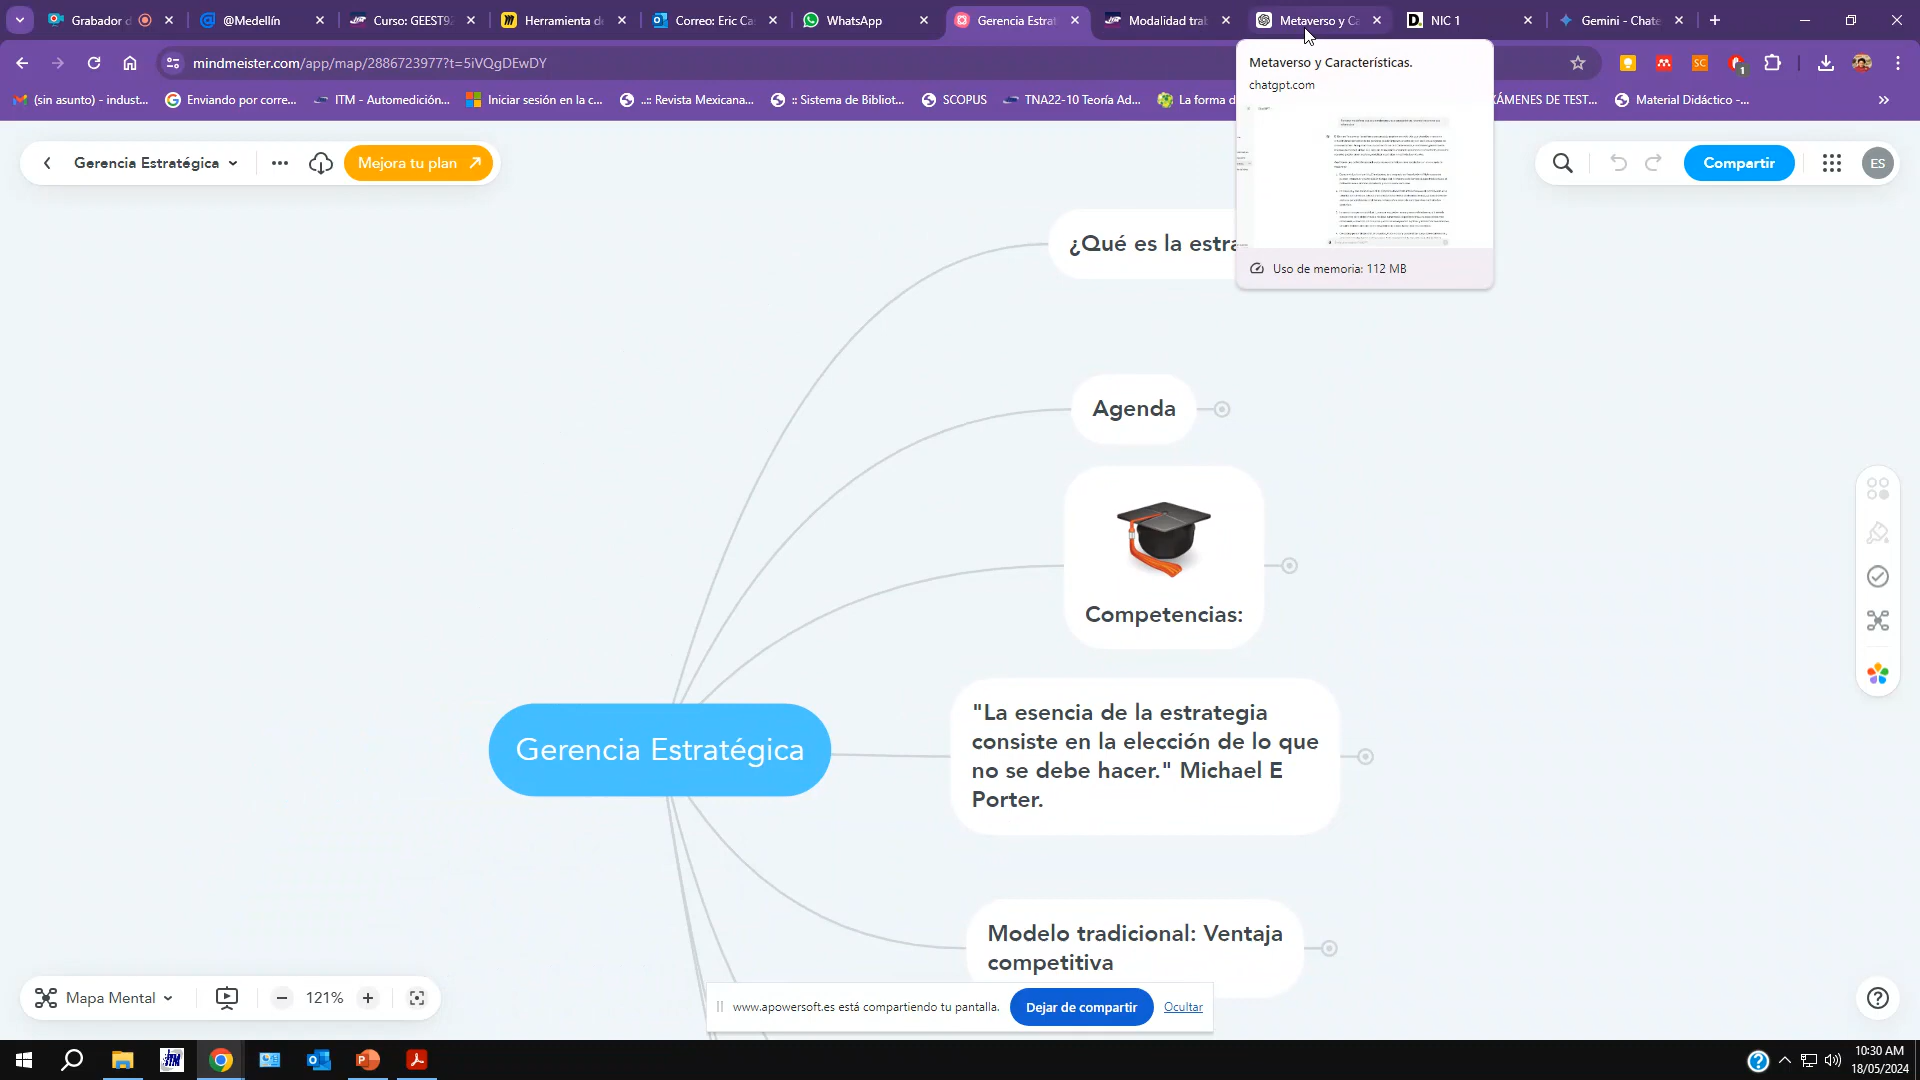 Grabador d
@Medellín
Curso: GEEST92
Herramienta de
Correo: Eric Ca
WhatsApp
Gerencia Estrat
Modalidad trab
Metaverso y Ca
NIC 1
Gemini - Chate
mindmeister.com/app/map/2886723977?t=5iVQgDEwDY
(sin asunto) - indust...
Enviando por corre...
ITM - Automedición...
Iniciar sesión en la c...
..:: Revista Mexicana...
:: Sistema de Bibliot...
SCOPUS
TNA22-10 Teoría Ad...
La forma d
XÁMENES DE TEST...
Material Didáctico -...
Metaverso y Características.
chatgpt.com
Uso de memoria: 112 MB
Gerencia Estratégica
Mejora tu plan
Compartir
ES
¿Qué es la estra
Agenda
Competencias:
Gerencia Estratégica
"La esencia de la estrategia
consiste en la elección de lo que
no se debe hacer." Michael E
Porter.
Modelo tradicional: Ventaja
competitiva
Mapa Mental
121%
www.apowersoft.es está compartiendo tu pantalla.
Dejar de compartir
Ocultar
10:30 AM
18/05/2024